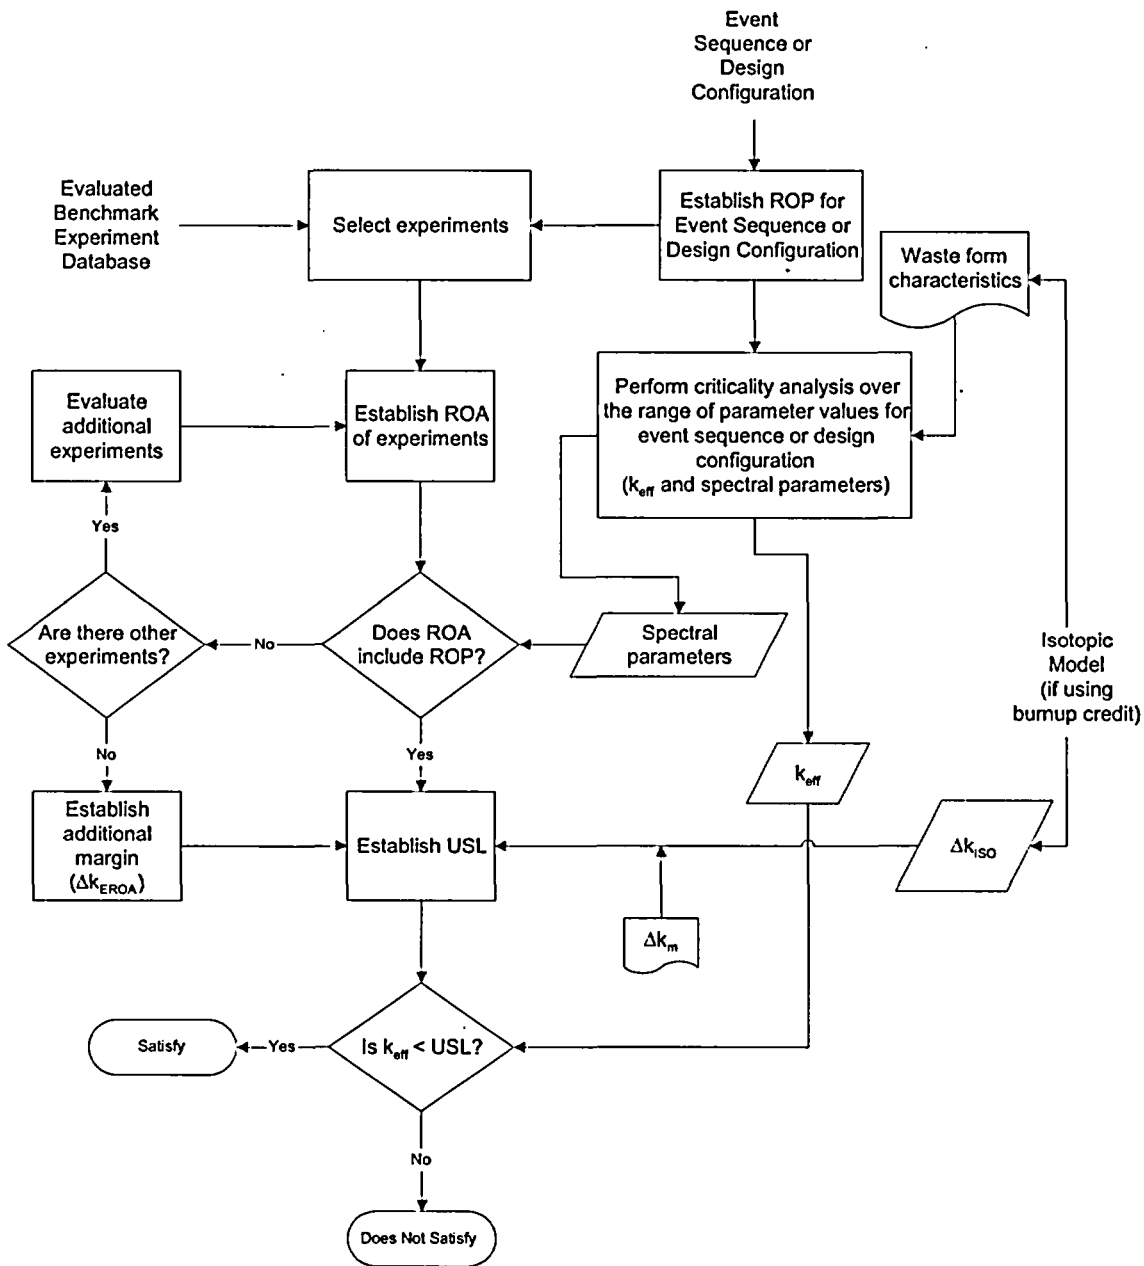 Event
Sequence or
Design
Configuration
Evaluated
Benchmark
Experiment
Database
Select experiments
Establish ROP for
Event Sequence or
Design Configuration
Waste form
characteristics
Evaluate
additional
experiments
Establish ROA
of experiments
Perform criticality analysis over
the range of parameter values for
event sequence or design
configuration
(keff and spectral parameters)
Yes
Are there other
experiments?
No
Does ROA
include ROP?
Spectral
parameters
Isotopic
Model
(if using
burnup credit)
No
Yes
keff
Establish
additional
margin
(ΔkEROA)
Establish USL
ΔkISO
Δkm
Satisfy
Yes
Is keff < USL?
No
Does Not Satisfy